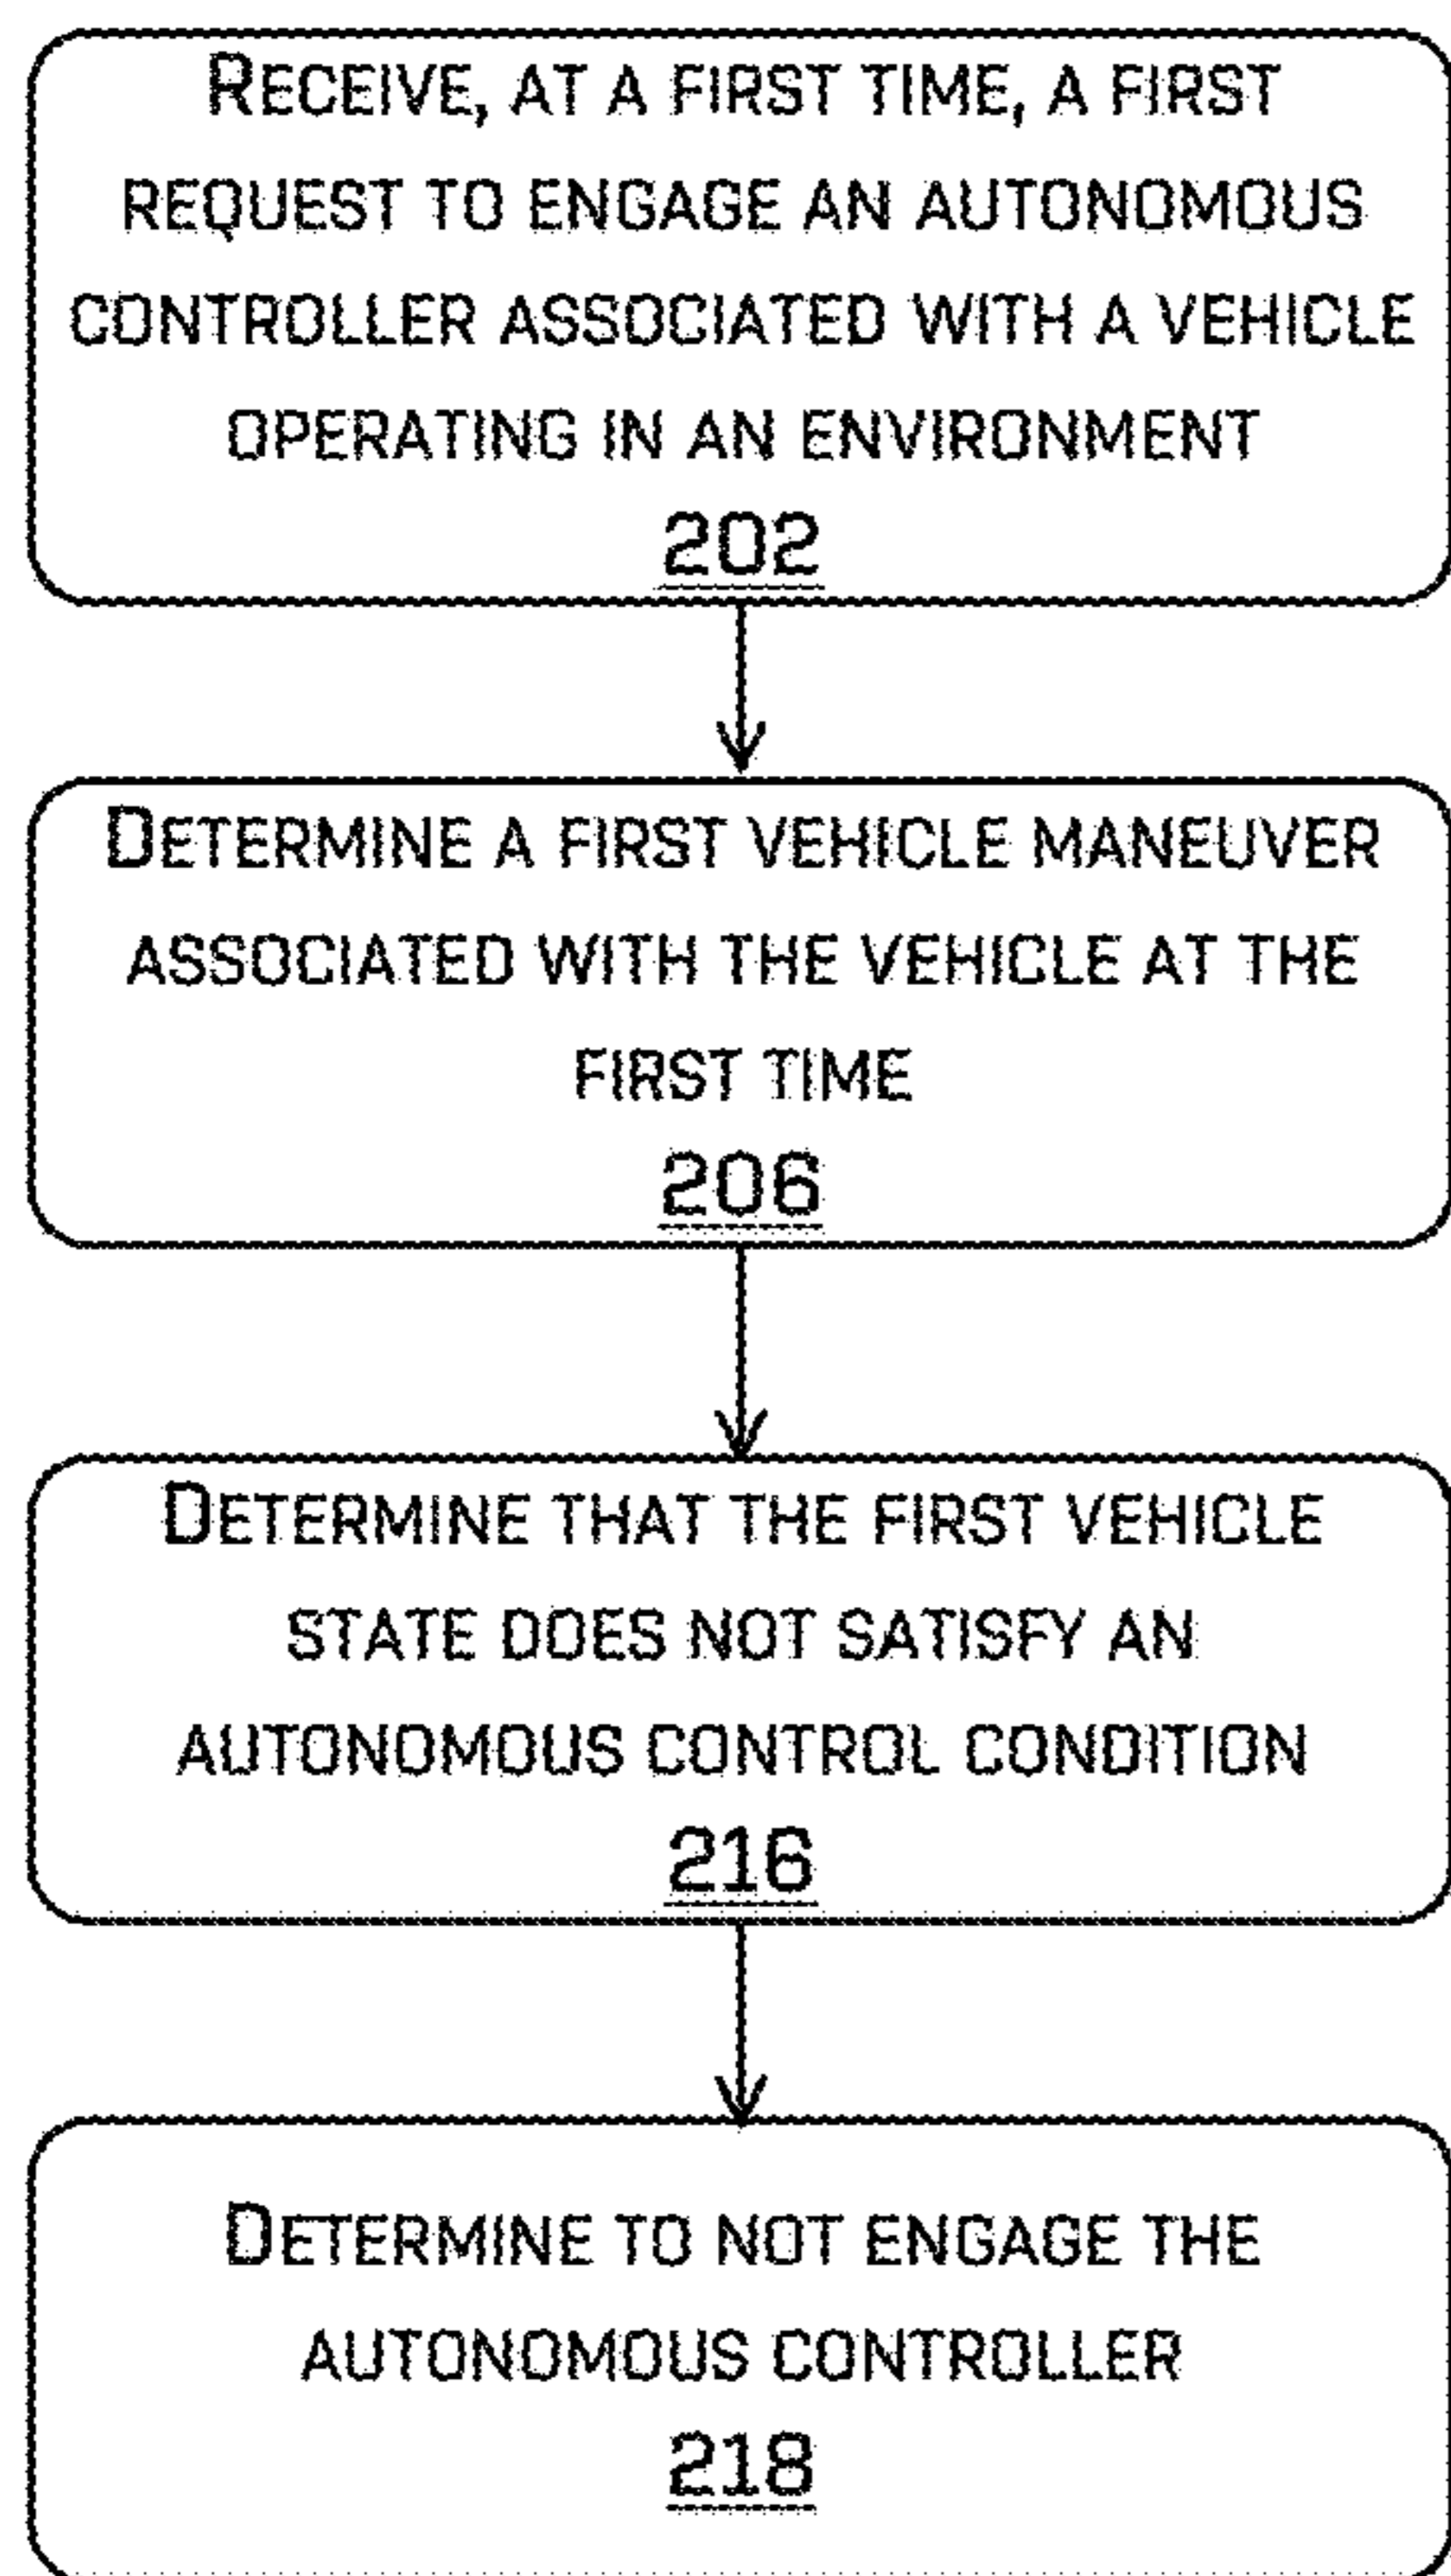 RECEIVE, AT A FIRST TIME, A FIRST
REQUEST TO ENGAGE AN AUTONOMOUS
CONTROLLER ASSOCIATED WITH A VEHICLE
OPERATING IN AN ENVIRONMENT
202
DETERMINE A FIRST VEHICLE MANEUVER
ASSOCIATED WITH THE VEHICLE AT THE
FIRST TIME
206
DETERMINE THAT THE FIRST VEHICLE
STATE DOES NOT SATISFY AN
AUTONOMOUS CONTROL CONDITION
216
DETERMINE TO NOT ENGAGE THE
AUTONOMOUS CONTROLLER
218